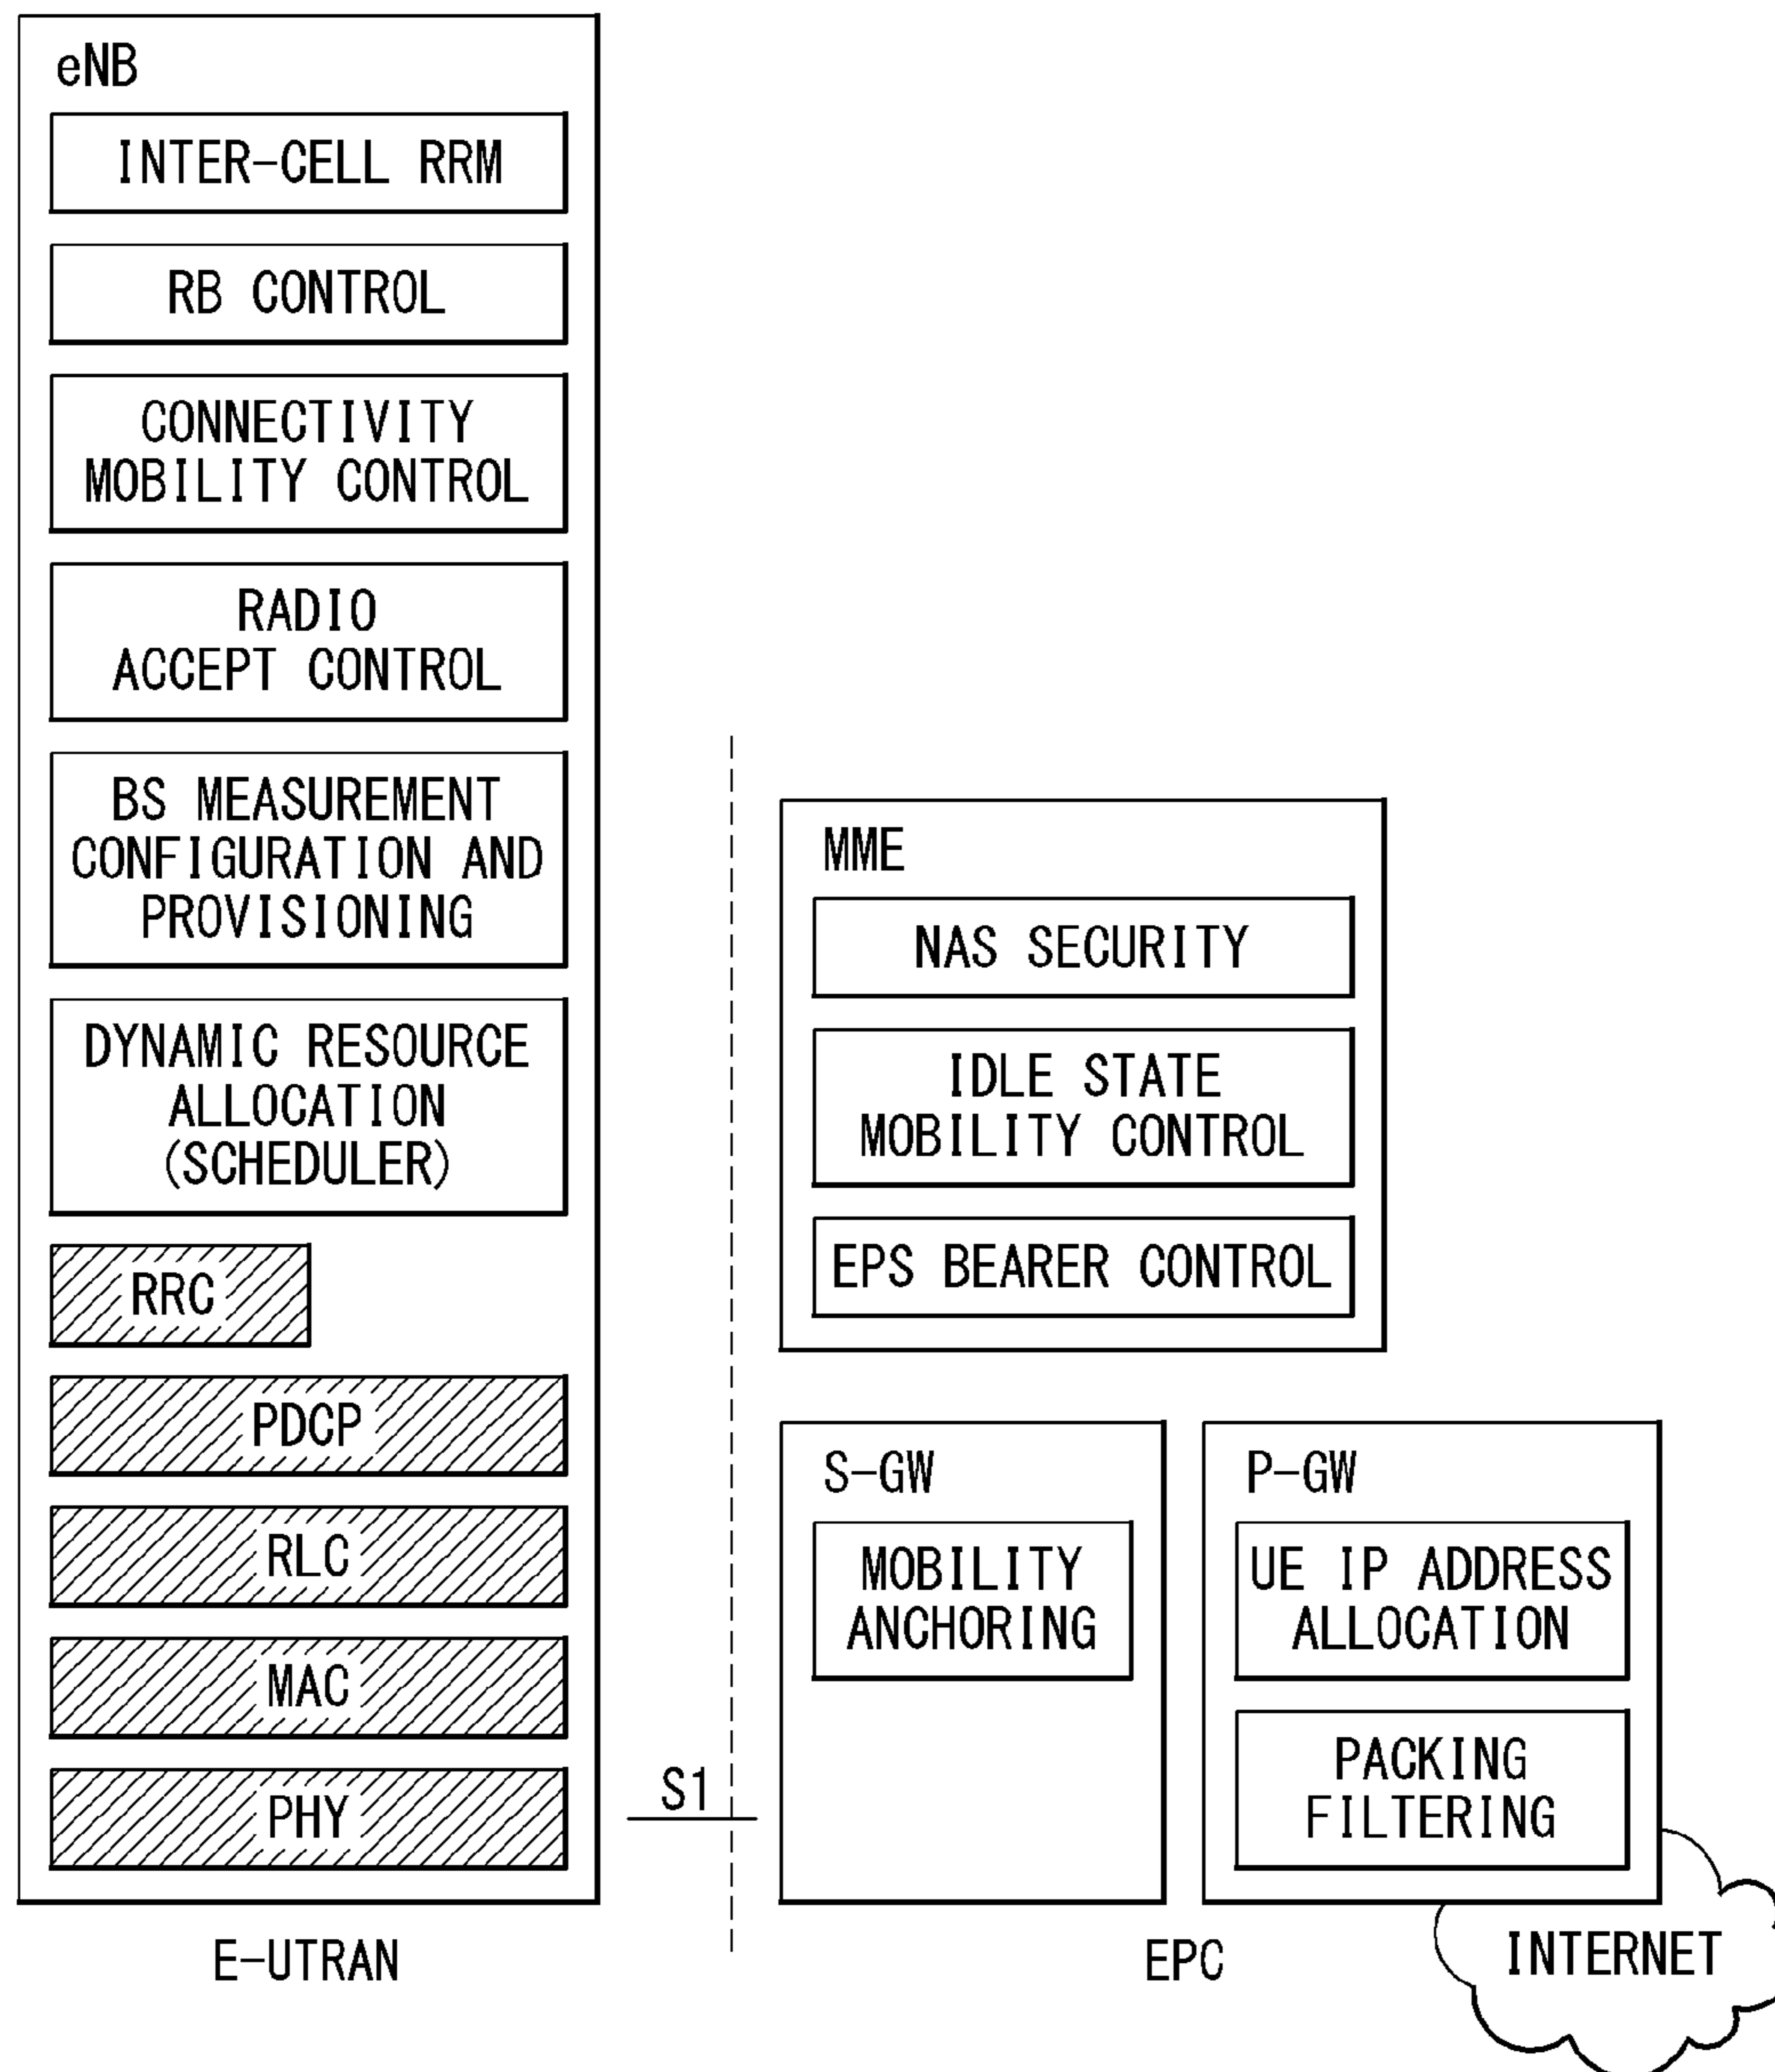 eNB
INTER-CELL RRM
RB CONTROL
CONNECTIVITY
MOBILITY CONTROL
RADIO
ACCEPT CONTROL
BS MEASUREMENT
CONFIGURATION AND
PROVISIONING
DYNAMIC RESOURCE
ALLOCATION
(SCHEDULER)
RRC
PDCP
RLC
MAC
PHY
E-UTRAN
S1
MME
NAS SECURITY
IDLE STATE
MOBILITY CONTROL
EPS BEARER CONTROL
S-GW
MOBILITY
ANCHORING
P-GW
UE IP ADDRESS
ALLOCATION
PACKING
FILTERING
EPC
INTERNET